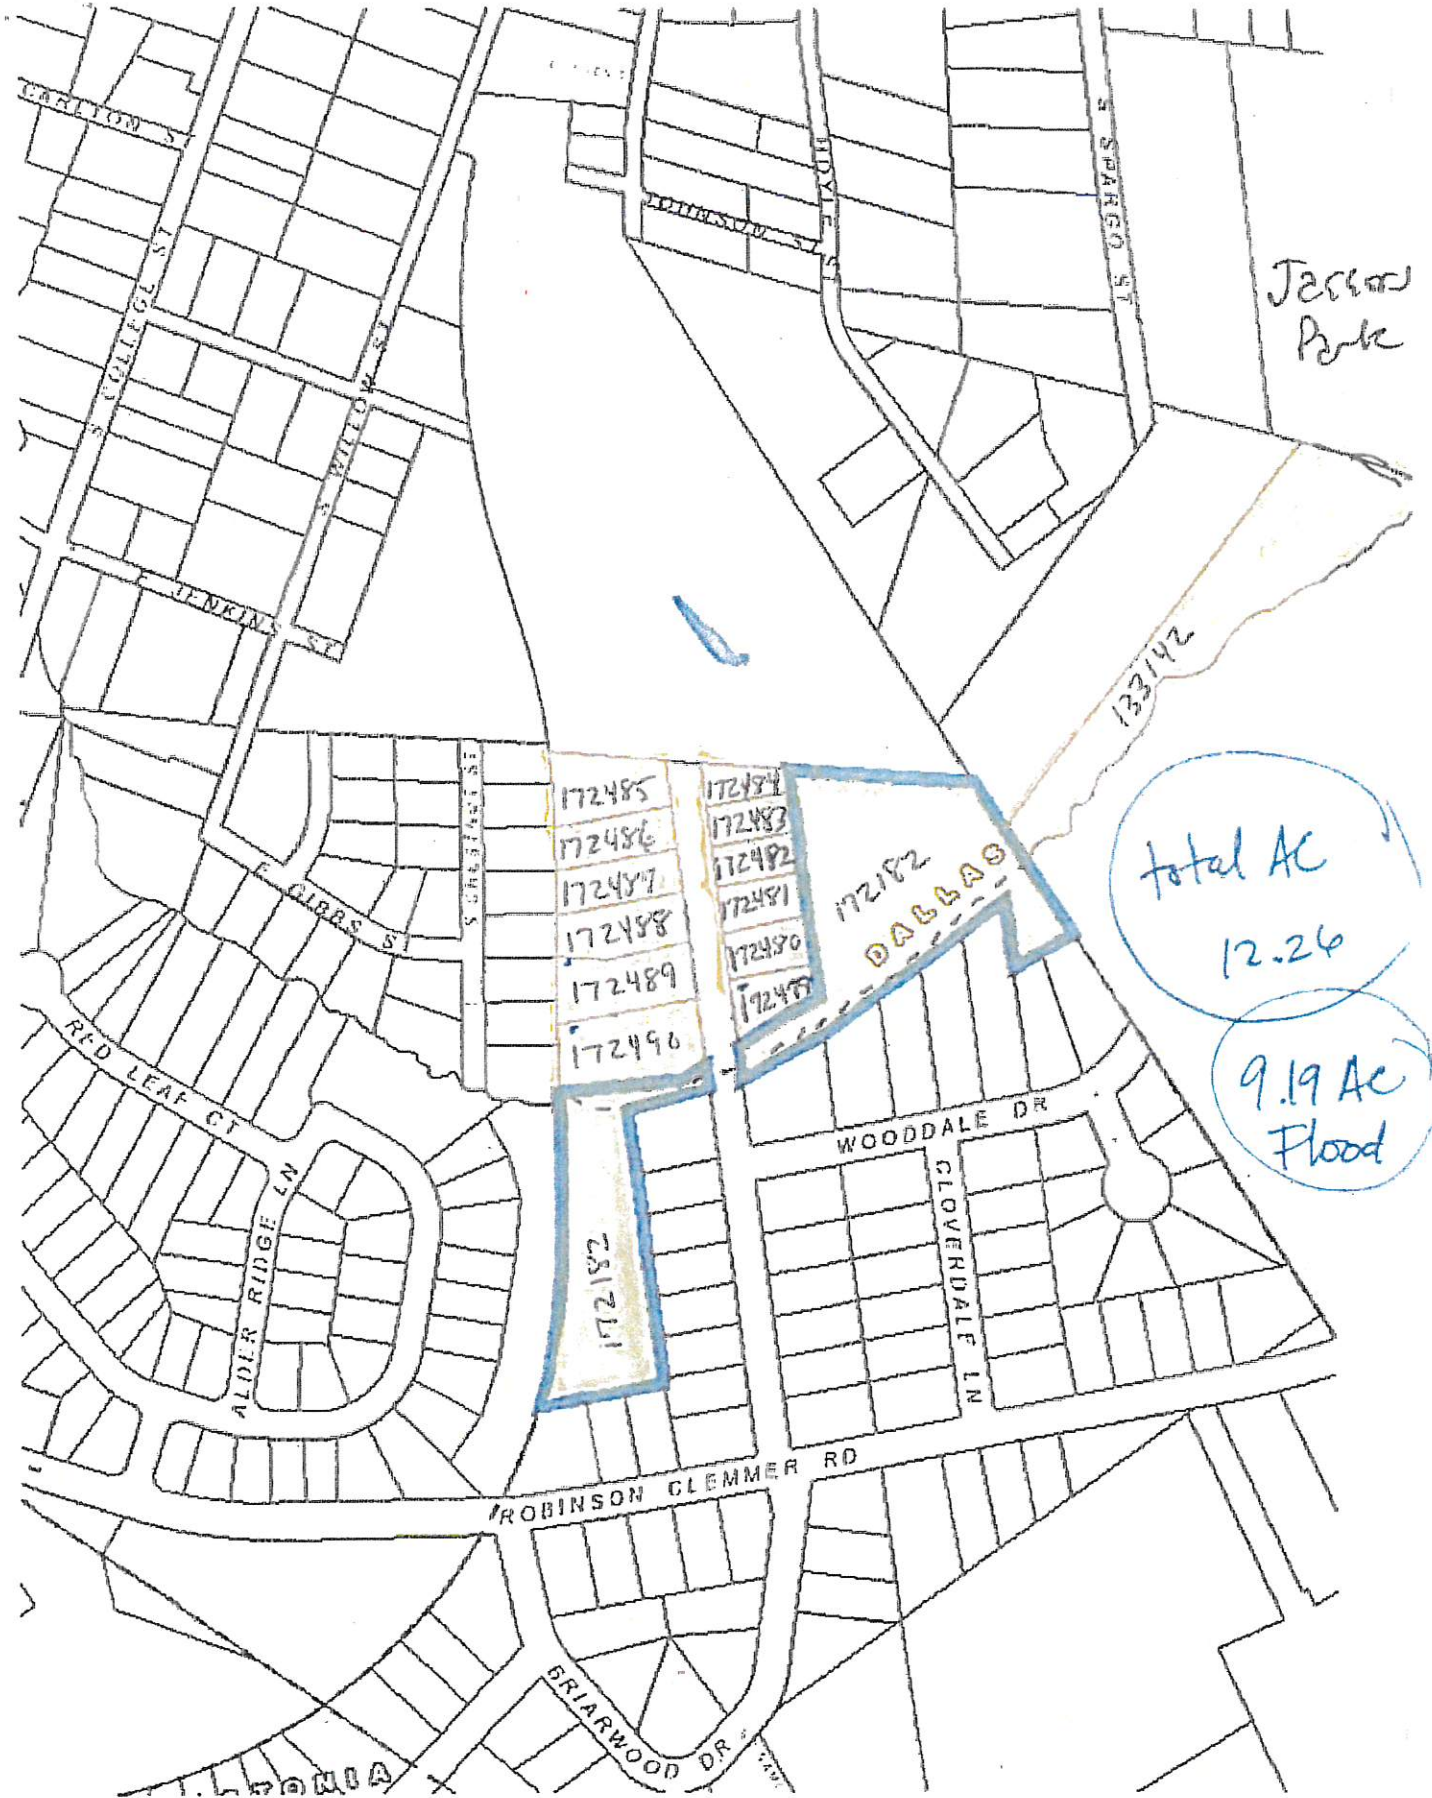 CARLTON ST
S COLLEGE ST
S WILLOW ST
JOHNSON ST
HOYLE ST
S SPARGO ST
Park
E JENKINS ST
133142
172485
172484
172486
172483
172487
172482
172488
172481
172489
172480
172490
172479
172182
DALLAS
total AC
12.26
9.19 AC
Flood
E GIBBS ST
RED LEAF CT
ALDER RIDGE LN
WOODDALE DR
CLOVERDALE LN
172182
ROBINSON CLEMMER RD
BRIARWOOD DR
TONIA